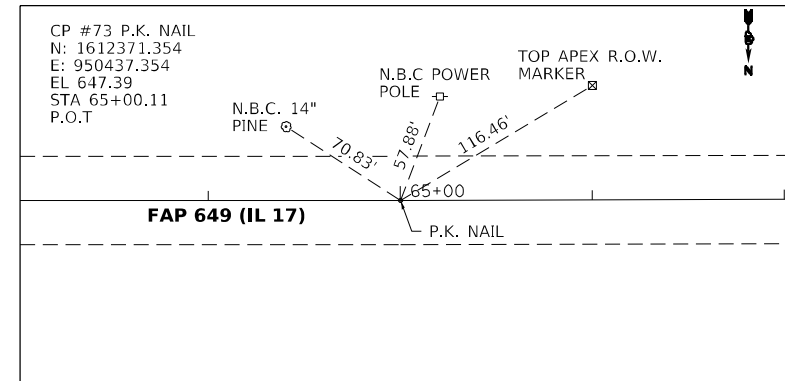 CP #73 P.K. NAIL
N: 1612371.354
E: 950437.354
EL 647.39
STA 65+00.11
P.O.T
N.B.C. 14"
PINE
N.B.C POWER
POLE
TOP APEX R.O.W.
MARKER
70.83'
57.88'
116.46'
65+00
FAP 649 (IL 17)
P.K. NAIL
N